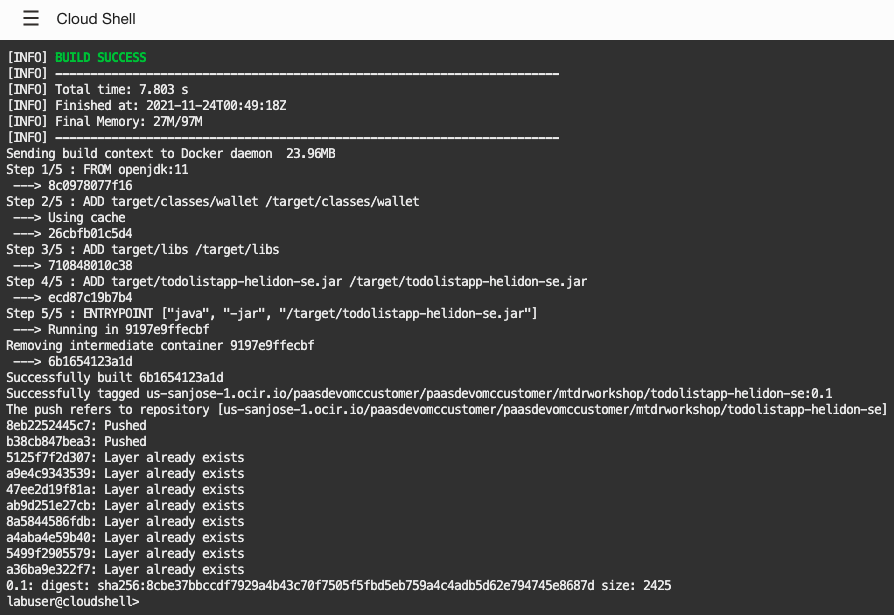 ☰ Cloud Shell
[INFO] BUILD SUCCESS
[INFO] ------------------------------------------------------------------------
[INFO] Total time: 7.803 s
[INFO] Finished at: 2021-11-24T00:49:18Z
[INFO] Final Memory: 27M/97M
[INFO] ------------------------------------------------------------------------
Sending build context to Docker daemon  23.96MB
Step 1/5 : FROM openjdk:11
 ---> 8c0978077f16
Step 2/5 : ADD target/classes/wallet /target/classes/wallet
 ---> Using cache
 ---> 26cbfb01c5d4
Step 3/5 : ADD target/libs /target/libs
 ---> 710848010c38
Step 4/5 : ADD target/todolistapp-helidon-se.jar /target/todolistapp-helidon-se.jar
 ---> ecd87c19b7b4
Step 5/5 : ENTRYPOINT ["java", "-jar", "/target/todolistapp-helidon-se.jar"]
 ---> Running in 9197e9ffecbf
Removing intermediate container 9197e9ffecbf
 ---> 6b1654123a1d
Successfully built 6b1654123a1d
Successfully tagged us-sanjose-1.ocir.io/paasdevomccustomer/paasdevomccustomer/mtdrworkshop/todolistapp-helidon-se:0.1
The push refers to repository [us-sanjose-1.ocir.io/paasdevomccustomer/paasdevomccustomer/mtdrworkshop/todolistapp-helidon-se]
8eb2252445c7: Pushed
b38cb847bea3: Pushed
5125f7f2d307: Layer already exists
a9e4c9343539: Layer already exists
47ee2d19f81a: Layer already exists
ab9d251e27cb: Layer already exists
8a5844586fdb: Layer already exists
a4aba4e59b40: Layer already exists
5499f2905579: Layer already exists
a36ba9e322f7: Layer already exists
0.1: digest: sha256:8cbe37bbccdf7929a4b43c70f7505f5fbd5eb759a4c4adb5d62e794745e8687d size: 2425
labuser@cloudshell>